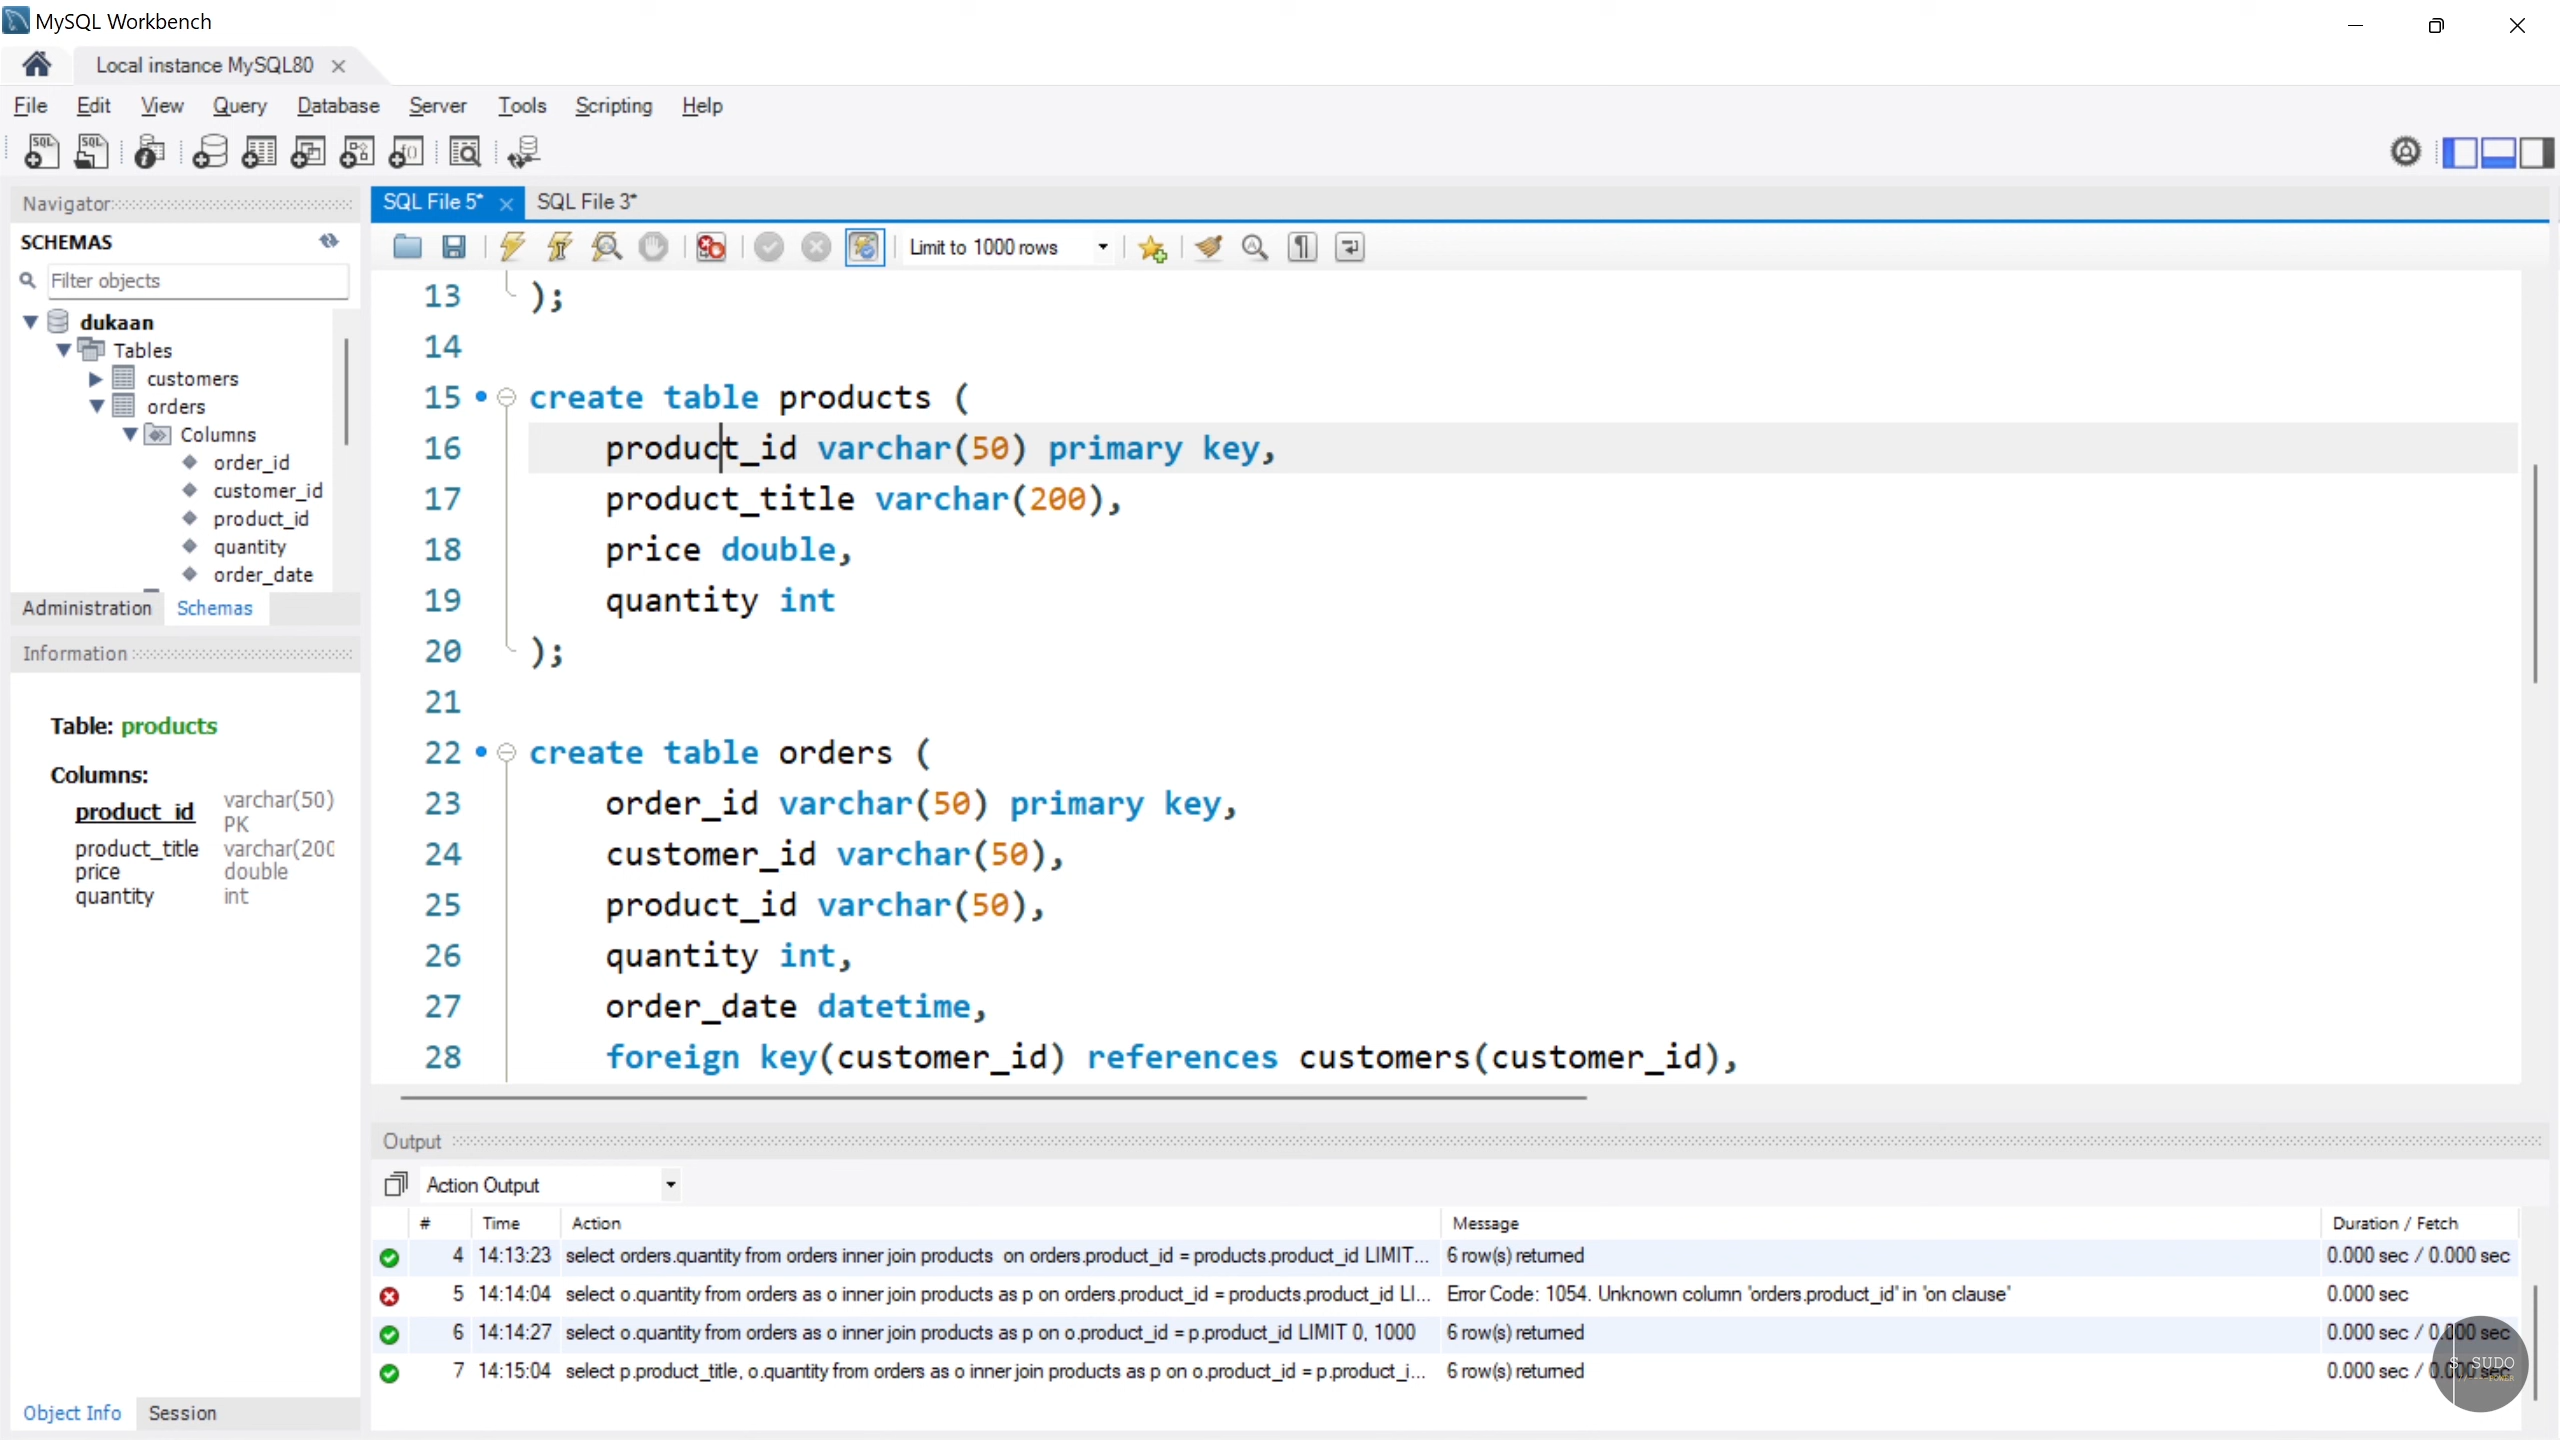 MySQL Workbench
Local instance MySQL80
File Edit View Query Database Server Tools Scripting Help
Navigator
SCHEMAS
Filter objects
dukaan
Tables
customers
orders
Columns
order_id
customer_id
product_id
quantity
order_date
Administration Schemas
Information
Table: products
Columns:
product_id varchar(50) PK
product_title varchar(200
price double
quantity int
Object Info Session
SQL File 5* SQL File 3*
Limit to 1000 rows
13 );
14
15 create table products (
16 product_id varchar(50) primary key,
17 product_title varchar(200),
18 price double,
19 quantity int
20 );
21
22 create table orders (
23 order_id varchar(50) primary key,
24 customer_id varchar(50),
25 product_id varchar(50),
26 quantity int,
27 order_date datetime,
28 foreign key(customer_id) references customers(customer_id),
Output
Action Output
# Time Action Message Duration / Fetch
4 14:13:23 select orders.quantity from orders inner join products on orders.product_id = products.product_id LIMIT... 6 row(s) returned 0.000 sec / 0.000 sec
5 14:14:04 select o.quantity from orders as o inner join products as p on orders.product_id = products.product_id LI... Error Code: 1054. Unknown column 'orders.product_id' in 'on clause' 0.000 sec
6 14:14:27 select o.quantity from orders as o inner join products as p on o.product_id = p.product_id LIMIT 0, 1000 6 row(s) returned 0.000 sec / 0.000 sec
7 14:15:04 select p.product_title, o.quantity from orders as o inner join products as p on o.product_id = p.product_i... 6 row(s) returned 0.000 sec / 0.000 sec
SUDO